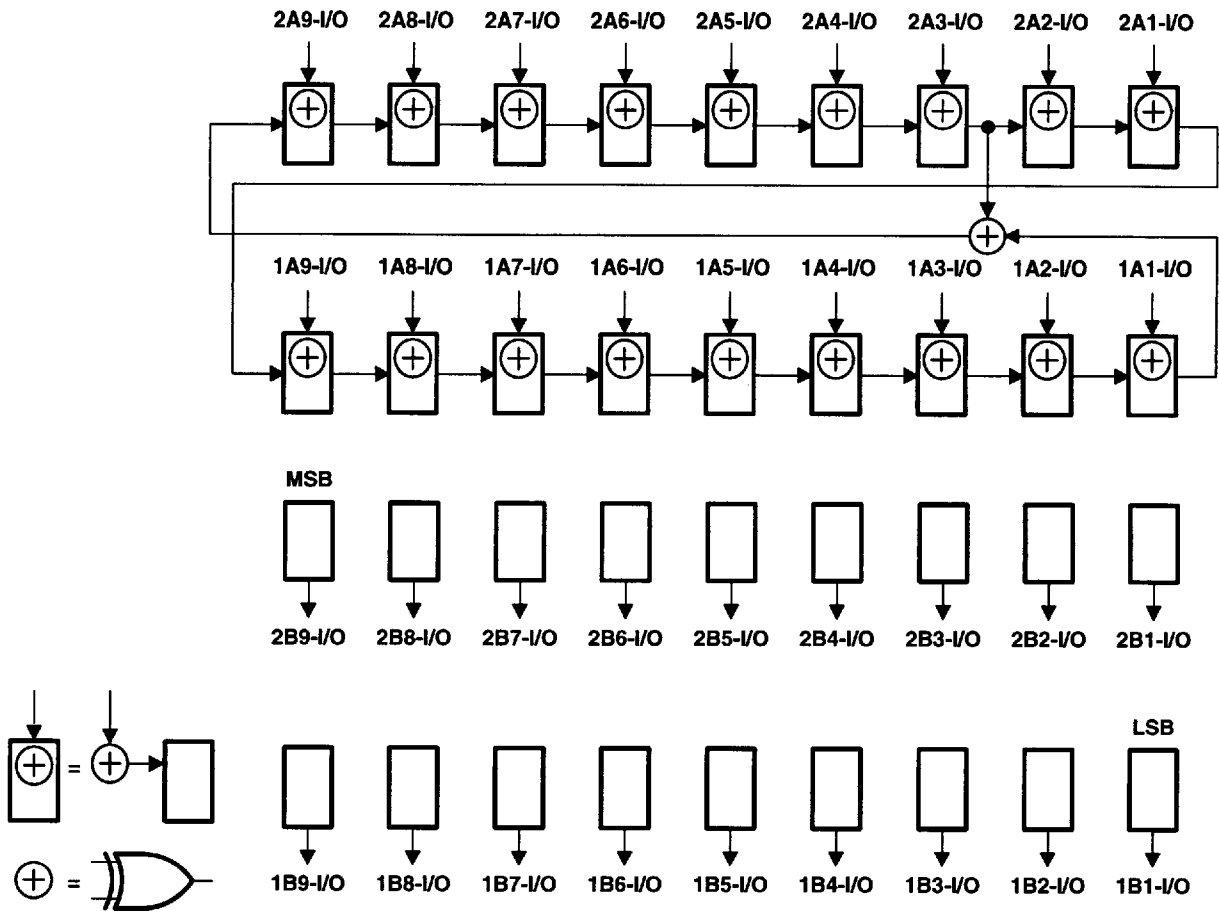 2A9-I/O 2A8-I/O 2A7-I/O 2A6-I/O 2A5-I/O 2A4-I/O 2A3-I/O 2A2-I/O 2A1-I/O
1A9-I/O 1A8-I/O 1A7-I/O 1A6-I/O 1A5-I/O 1A4-I/O 1A3-I/O 1A2-I/O 1A1-I/O
MSB
2B9-I/O 2B8-I/O 2B7-I/O 2B6-I/O 2B5-I/O 2B4-I/O 2B3-I/O 2B2-I/O 2B1-I/O
LSB
=
1B9-I/O 1B8-I/O 1B7-I/O 1B6-I/O 1B5-I/O 1B4-I/O 1B3-I/O 1B2-I/O 1B1-I/O
=